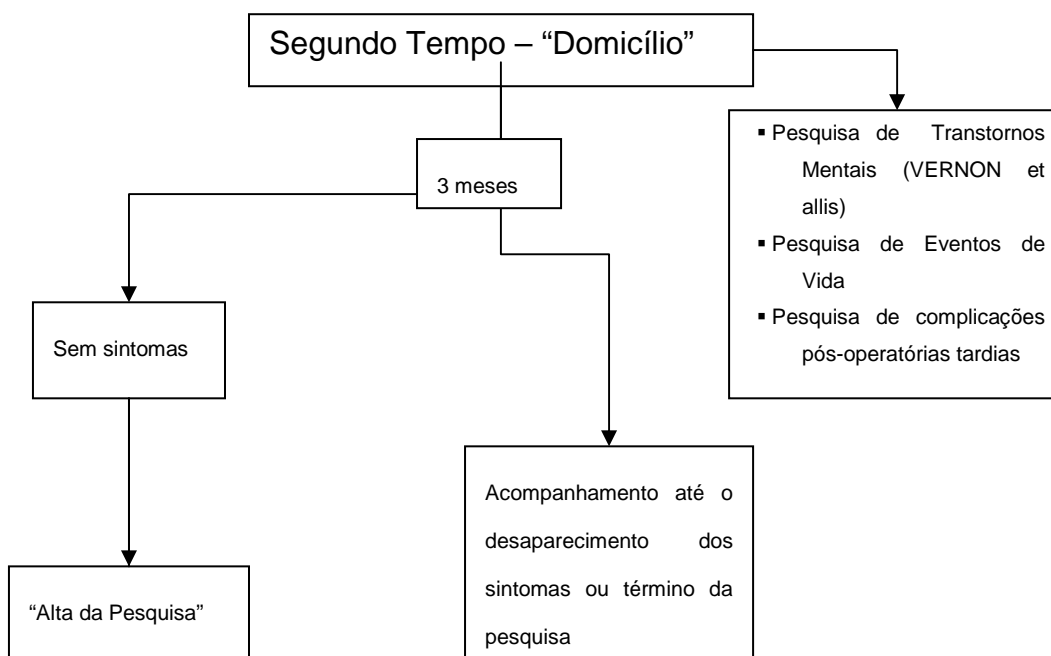 Segundo Tempo – “Domicílio”
▪ Pesquisa de Transtornos
Mentais (VERNON et
allis)
▪ Pesquisa de Eventos de
Vida
▪ Pesquisa de complicações
pós-operatórias tardias
3 meses
Sem sintomas
Acompanhamento até o
desaparecimento dos
sintomas ou término da
pesquisa
“Alta da Pesquisa”